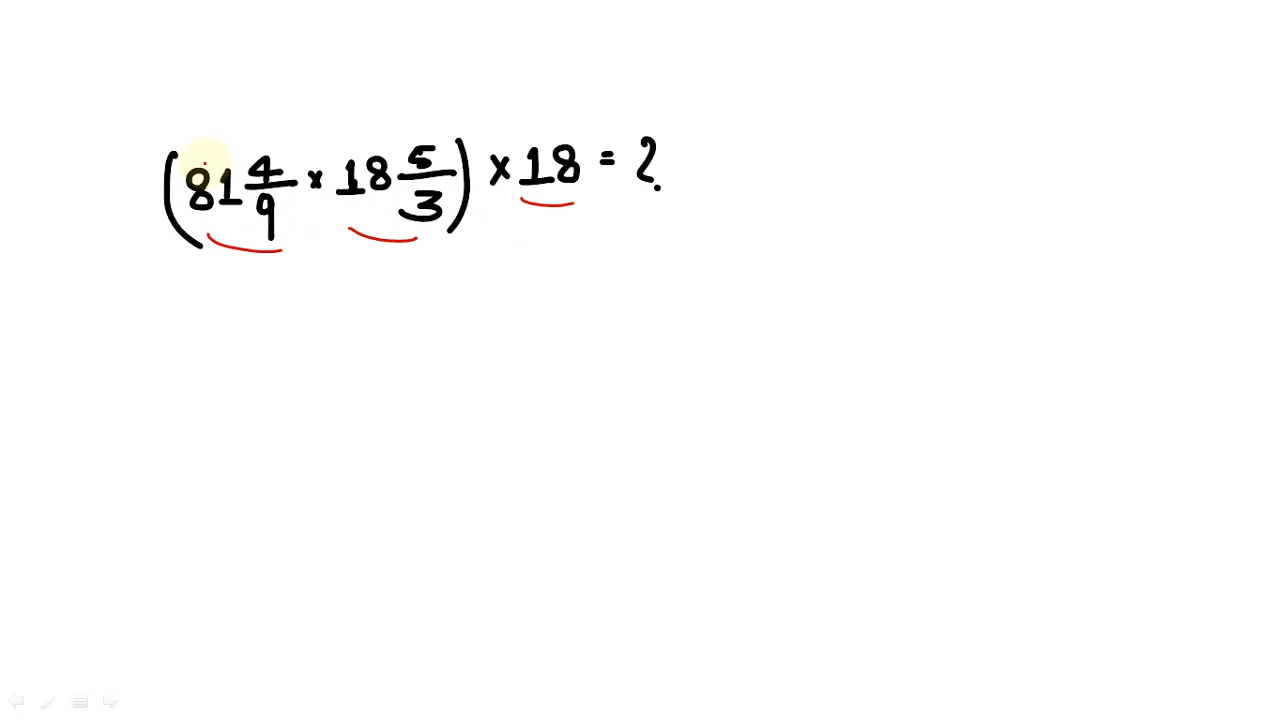 (81 4/9 × 18 5/3) × 18 = ?